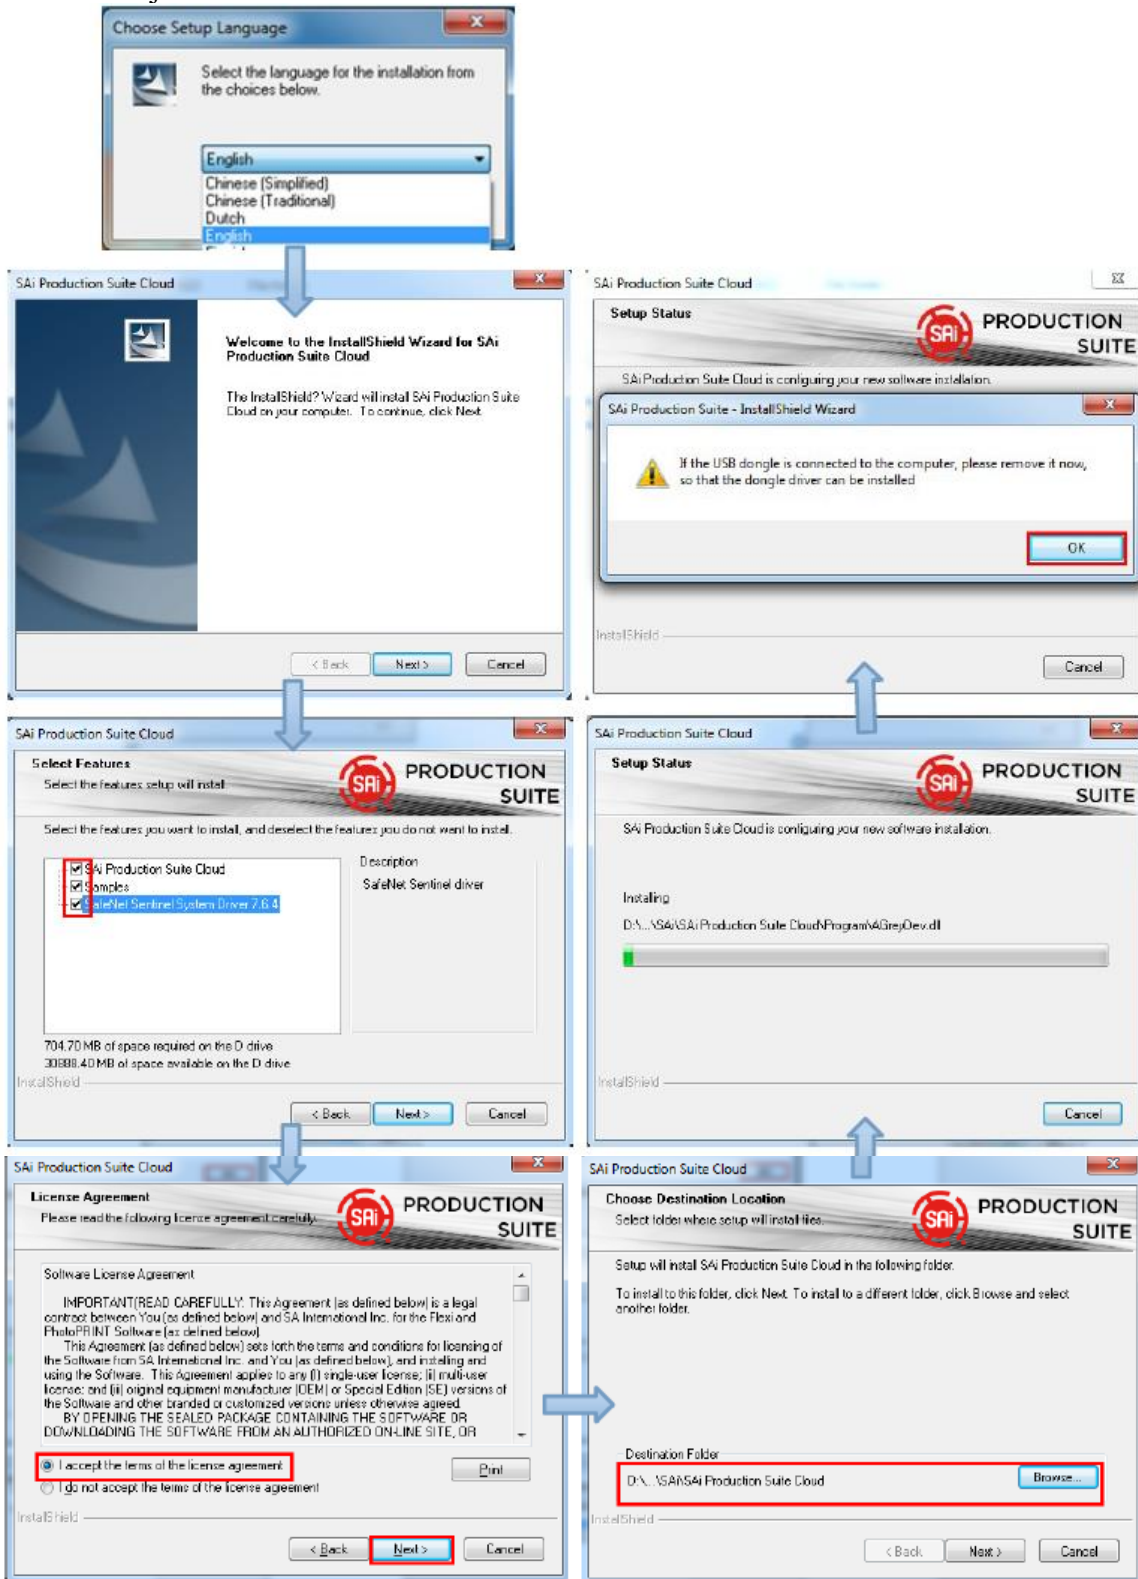 Choose Setup Language
Select the language for the installation from
the choices below.
English
Chinese (Simplified)
Chinese (Traditional)
Dutch
English
SAi Production Suite Cloud
Welcome to the InstallShield Wizard for SAi
Production Suite Cloud
The InstallShield? Wizard will install SAi Production Suite
Cloud on your computer. To continue, click Next
< Back
Next >
Cancel
SAi Production Suite Cloud
Select Features
Select the features setup will install
SAi
PRODUCTION
SUITE
Select the features you want to install, and deselect the features you do not want to install.
SAi Production Suite Cloud
Samples
SafeNet Sentinel System Driver 7.6.4
Description
SafeNet Sentinel driver
704.70 MB of space required on the D drive
30888.40 MB of space available on the D drive
InstallShield
< Back
Next >
Cancel
SAi Production Suite Cloud
License Agreement
Please read the following license agreement carefully.
SAi
PRODUCTION
SUITE
Software License Agreement
IMPORTANT(READ CAREFULLY: This Agreement (as defined below) is a legal
contract between You (as defined below) and SA International Inc. for the Flexi and
PhotoPRINT Software (as defined below)
This Agreement (as defined below) sets forth the terms and conditions for licensing of
the Software from SA International Inc. and You (as defined below), and installing and
using the Software. This Agreement applies to any (i) single-user license; (ii) multi-user
license; and (iii) original equipment manufacturer (OEM) or Special Edition (SE) versions of
the Software and other branded or customized versions unless otherwise agreed.
BY OPENING THE SEALED PACKAGE CONTAINING THE SOFTWARE OR
DOWNLOADING THE SOFTWARE FROM AN AUTHORIZED ON-LINE SITE, OR
I accept the terms of the license agreement
Print
I do not accept the terms of the license agreement
InstallShield
< Back
Next >
Cancel
SAi Production Suite Cloud
Choose Destination Location
Select folder where setup will install files.
SAi
PRODUCTION
SUITE
Setup will install SAi Production Suite Cloud in the following folder.
To install to this folder, click Next. To install to a different folder, click Browse and select
another folder.
Destination Folder
D:\...\SAi\SAi Production Suite Cloud
Browse...
InstallShield
< Back
Next >
Cancel
SAi Production Suite Cloud
Setup Status
SAi
PRODUCTION
SUITE
SAi Production Suite Cloud is configuring your new software installation.
Installing
D:\...\SAi\SAi Production Suite Cloud\Program\AGreyDev.dll
InstallShield
Cancel
SAi Production Suite Cloud
Setup Status
SAi
PRODUCTION
SUITE
SAi Production Suite Cloud is configuring your new software installation.
SAi Production Suite - InstallShield Wizard
If the USB dongle is connected to the computer, please remove it now,
so that the dongle driver can be installed
OK
InstallShield
Cancel